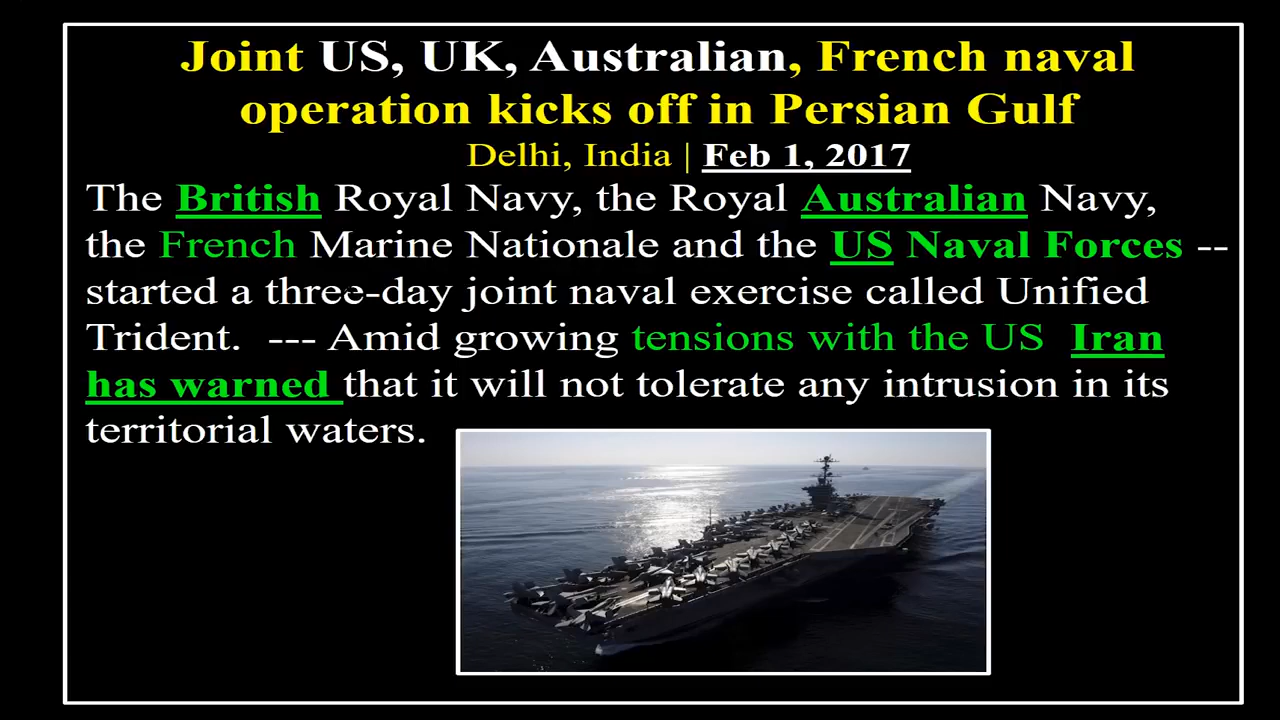 Joint US, UK, Australian, French naval
operation kicks off in Persian Gulf
Delhi, India | Feb 1, 2017
The British Royal Navy, the Royal Australian Navy,
the French Marine Nationale and the US Naval Forces --
started a three-day joint naval exercise called Unified
Trident. --- Amid growing tensions with the US Iran
has warned that it will not tolerate any intrusion in its
territorial waters.